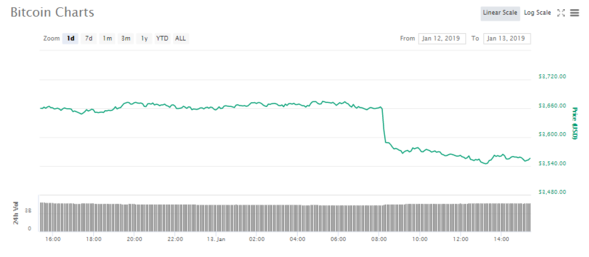 Bitcoin Charts
Linear Scale Log Scale
Zoom 1d 7d 1m 3m 1y YTD ALL
From Jan 12, 2019 To Jan 13, 2019
$3,720.00
$3,660.00
$3,600.00
$3,540.00
$3,480.00
Price (USD)
24h Vol
5B
0
16:00 18:00 20:00 22:00 13. Jan 02:00 04:00 06:00 08:00 10:00 12:00 14:00